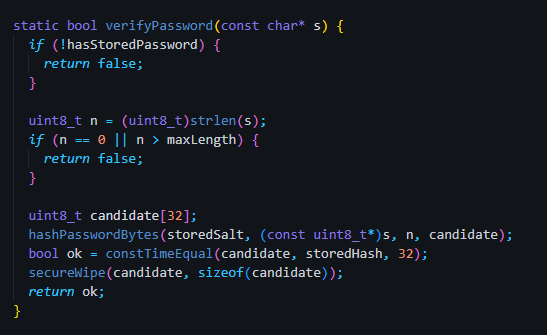 static bool verifyPassword(const char* s) {
  if (!hasStoredPassword) {
    return false;
  }

  uint8_t n = (uint8_t)strlen(s);
  if (n == 0 || n > maxLength) {
    return false;
  }

  uint8_t candidate[32];
  hashPasswordBytes(storedSalt, (const uint8_t*)s, n, candidate);
  bool ok = constTimeEqual(candidate, storedHash, 32);
  secureWipe(candidate, sizeof(candidate));
  return ok;
}